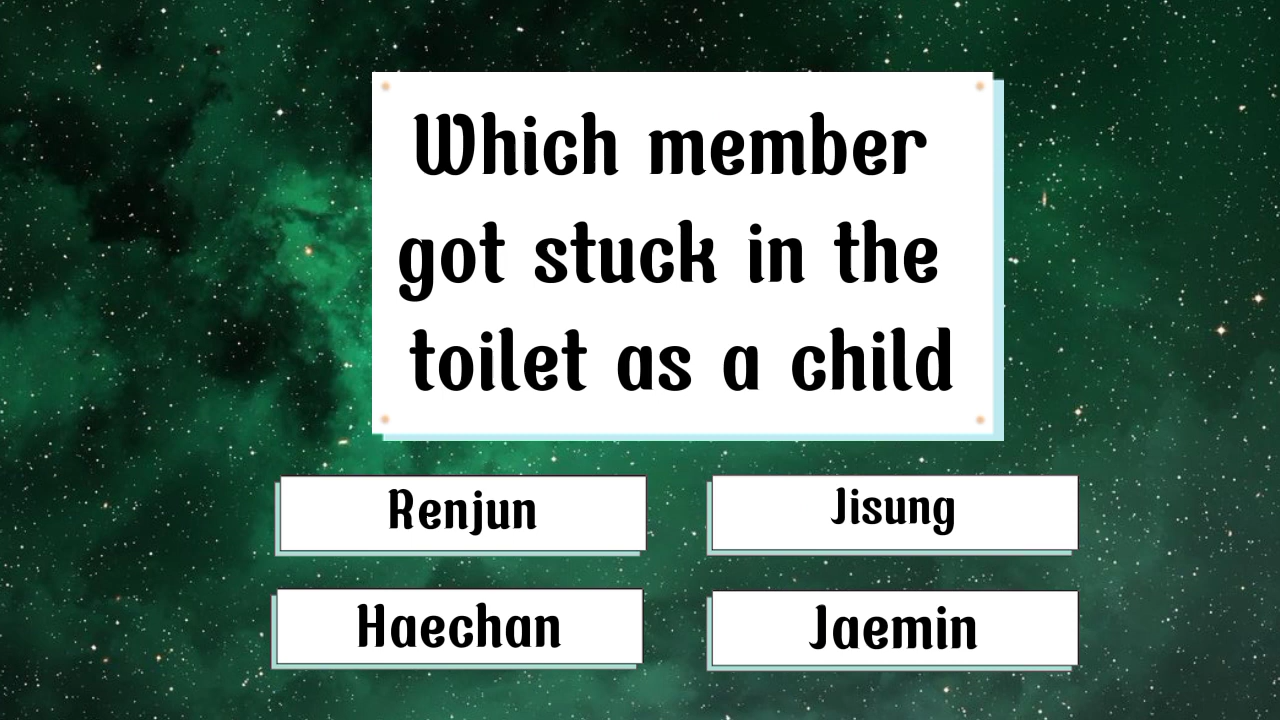 Which member
got stuck in the
toilet as a child
Renjun
Jisung
Haechan
Jaemin